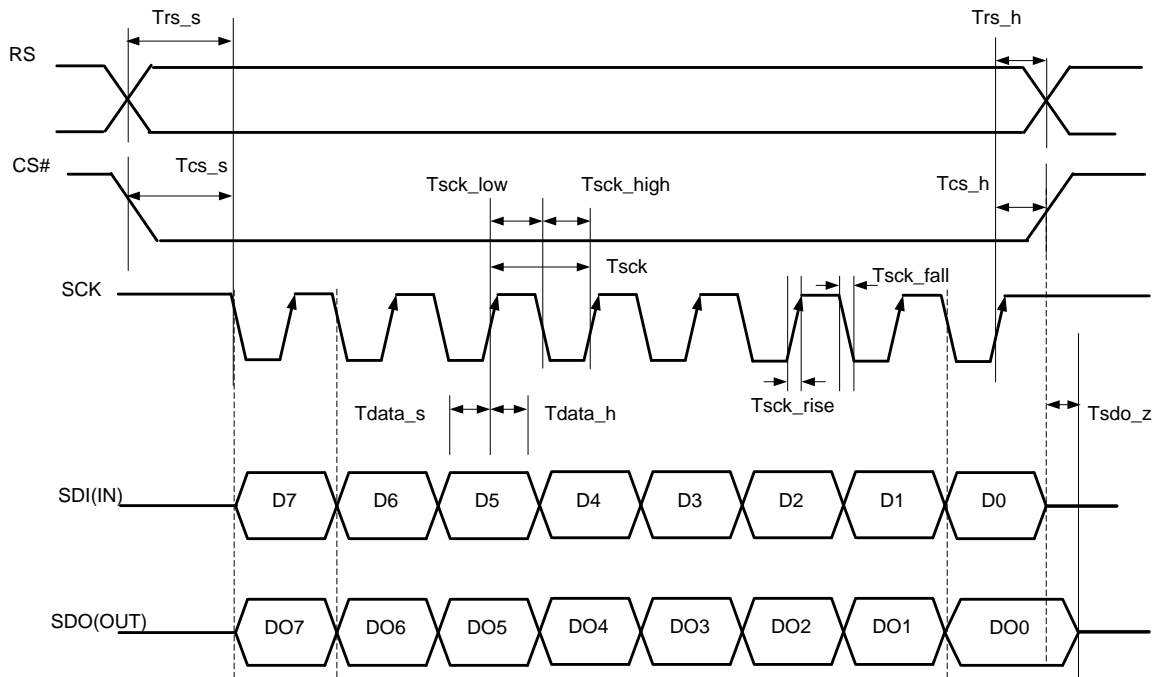 Trs_s
Trs_h
RS
CS#
Tcs_s
Tsck_low
Tsck_high
Tcs_h
Tsck
Tsck_fall
SCK
Tsck_rise
Tdata_s
Tdata_h
Tsdo_z
SDI(IN)
D7
D6
D5
D4
D3
D2
D1
D0
SDO(OUT)
DO7
DO6
DO5
DO4
DO3
DO2
DO1
DO0